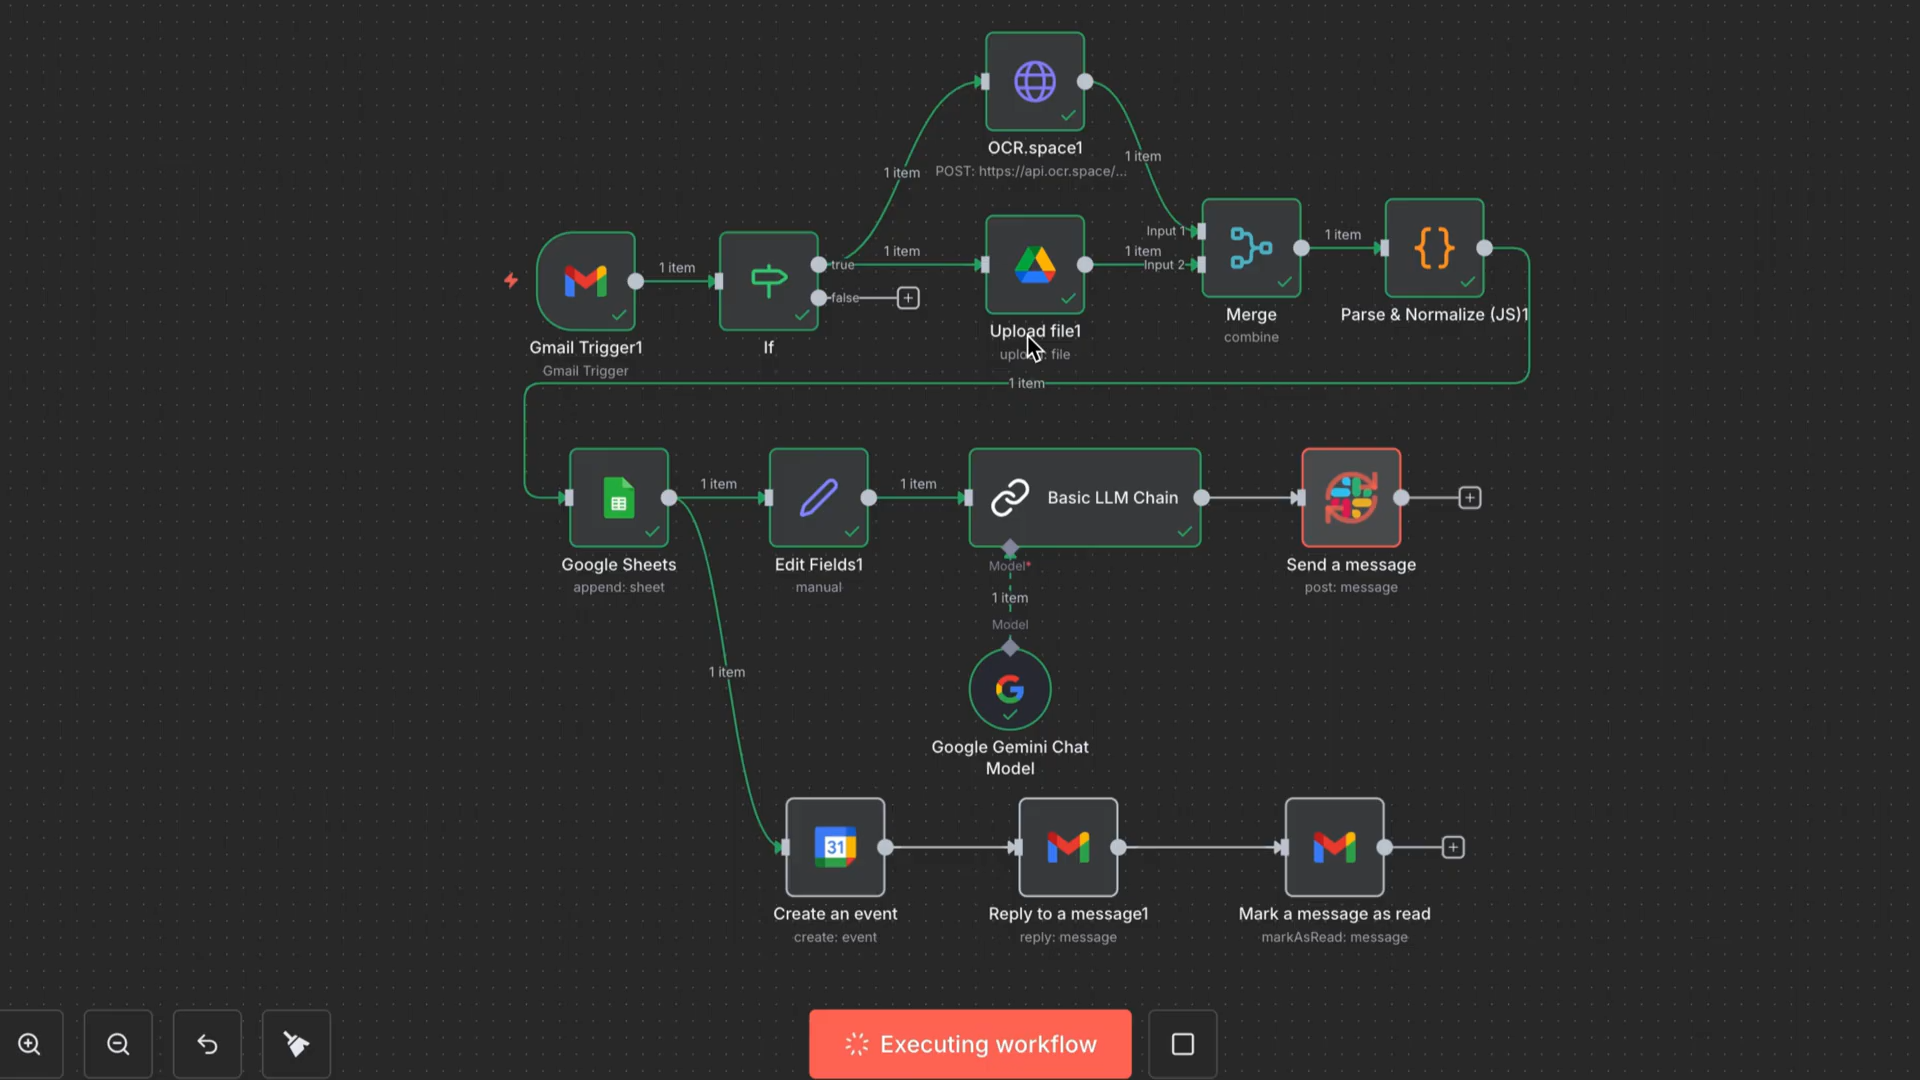 OCR.space1
POST: https://api.ocr.space/...
1 item
1 item
1 item
1 item
true
false
1 item
Input 1
Input 2
1 item
Gmail Trigger1
Gmail Trigger
If
Upload file1
file
Merge
combine
Parse & Normalize (JS)1
1 item
1 item
1 item
Basic LLM Chain
Google Sheets
append: sheet
Edit Fields1
manual
Model*
1 item
Model
Send a message
post: message
1 item
Google Gemini Chat
Model
31
Create an event
create: event
Reply to a message1
reply: message
Mark a message as read
markAsRead: message
Executing workflow